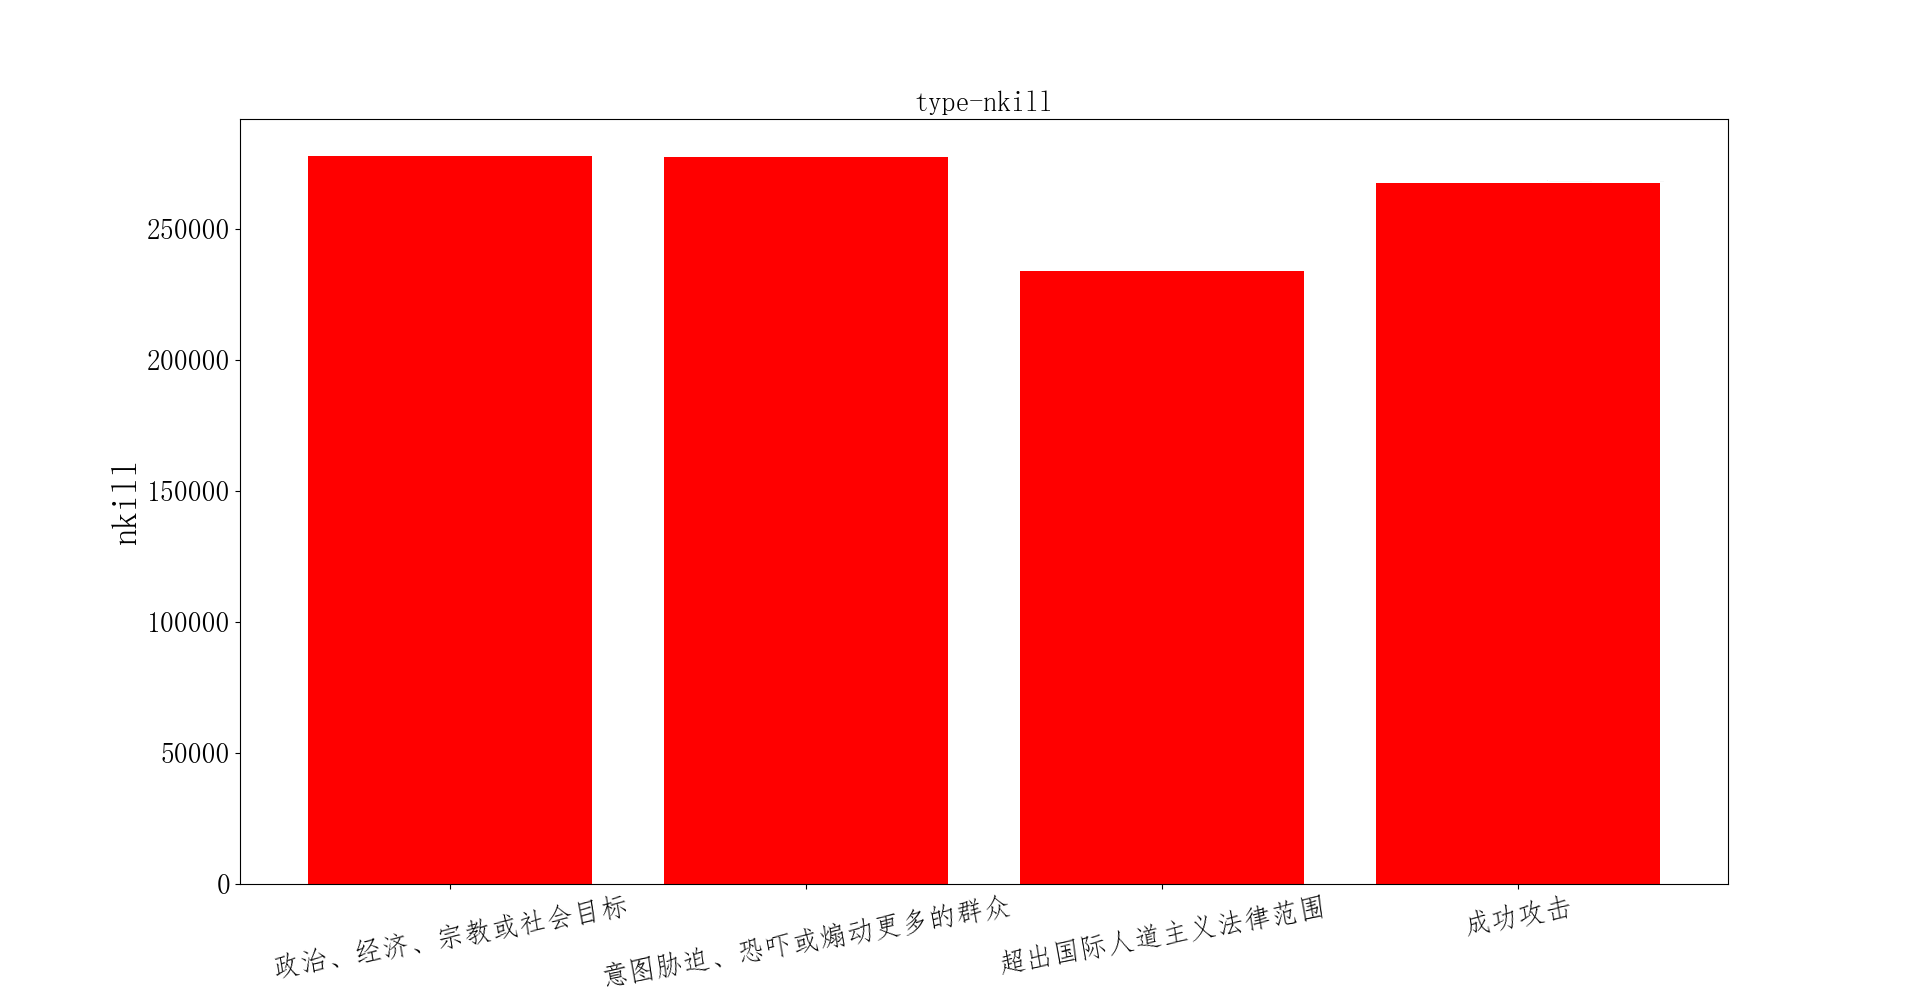 type-nkill
nkill
250000
200000
150000
100000
50000
0
政治、经济、宗教或社会目标
意图胁迫、恐吓或煽动更多的群众
超出国际人道主义法律范围
成功攻击